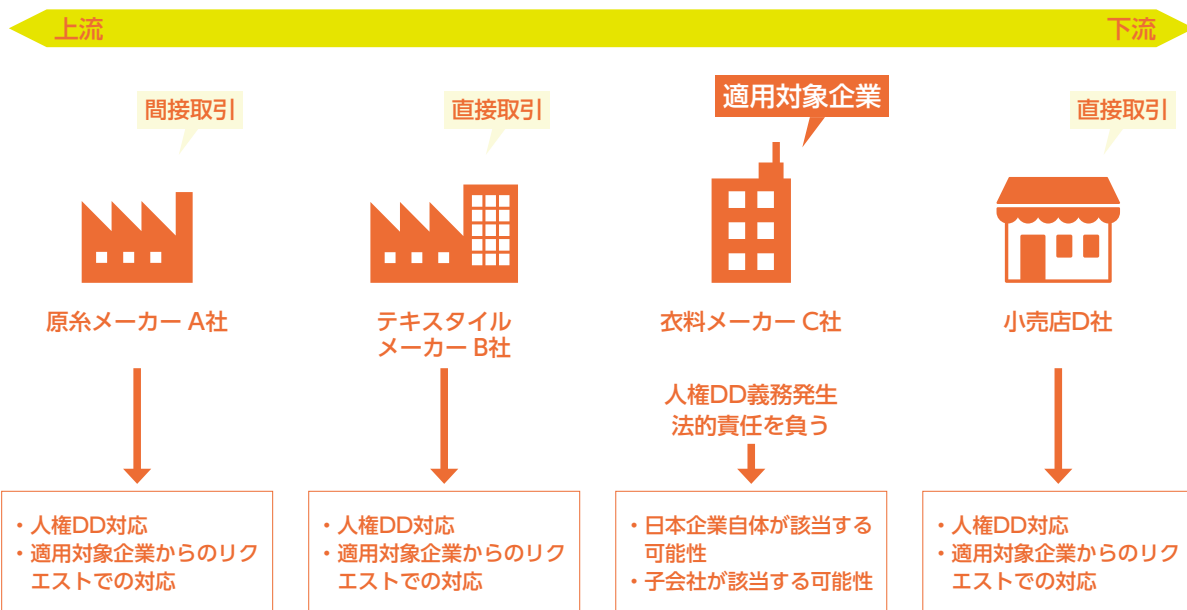 上流
下流
間接取引
直接取引
適用対象企業
直接取引
原糸メーカー A社
テキスタイル
メーカー B社
衣料メーカー C社
小売店D社
人権DD義務発生
法的責任を負う
・人権DD対応
・適用対象企業からのリク
エストでの対応
・人権DD対応
・適用対象企業からのリク
エストでの対応
・日本企業自体が該当する
可能性
・子会社が該当する可能性
・人権DD対応
・適用対象企業からのリク
エストでの対応